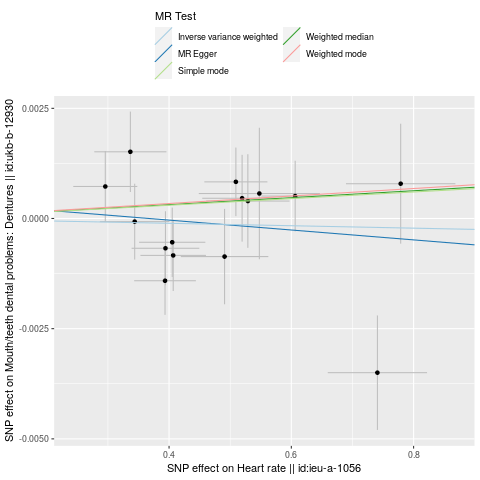 MR Test
Inverse variance weighted
Weighted median
MR Egger
Weighted mode
Simple mode
SNP effect on Mouth/teeth dental problems: Dentures || id:ukb-b-12930
0.0025
0.0000
-0.0025
-0.0050
0.4
0.6
0.8
SNP effect on Heart rate || id:ieu-a-1056